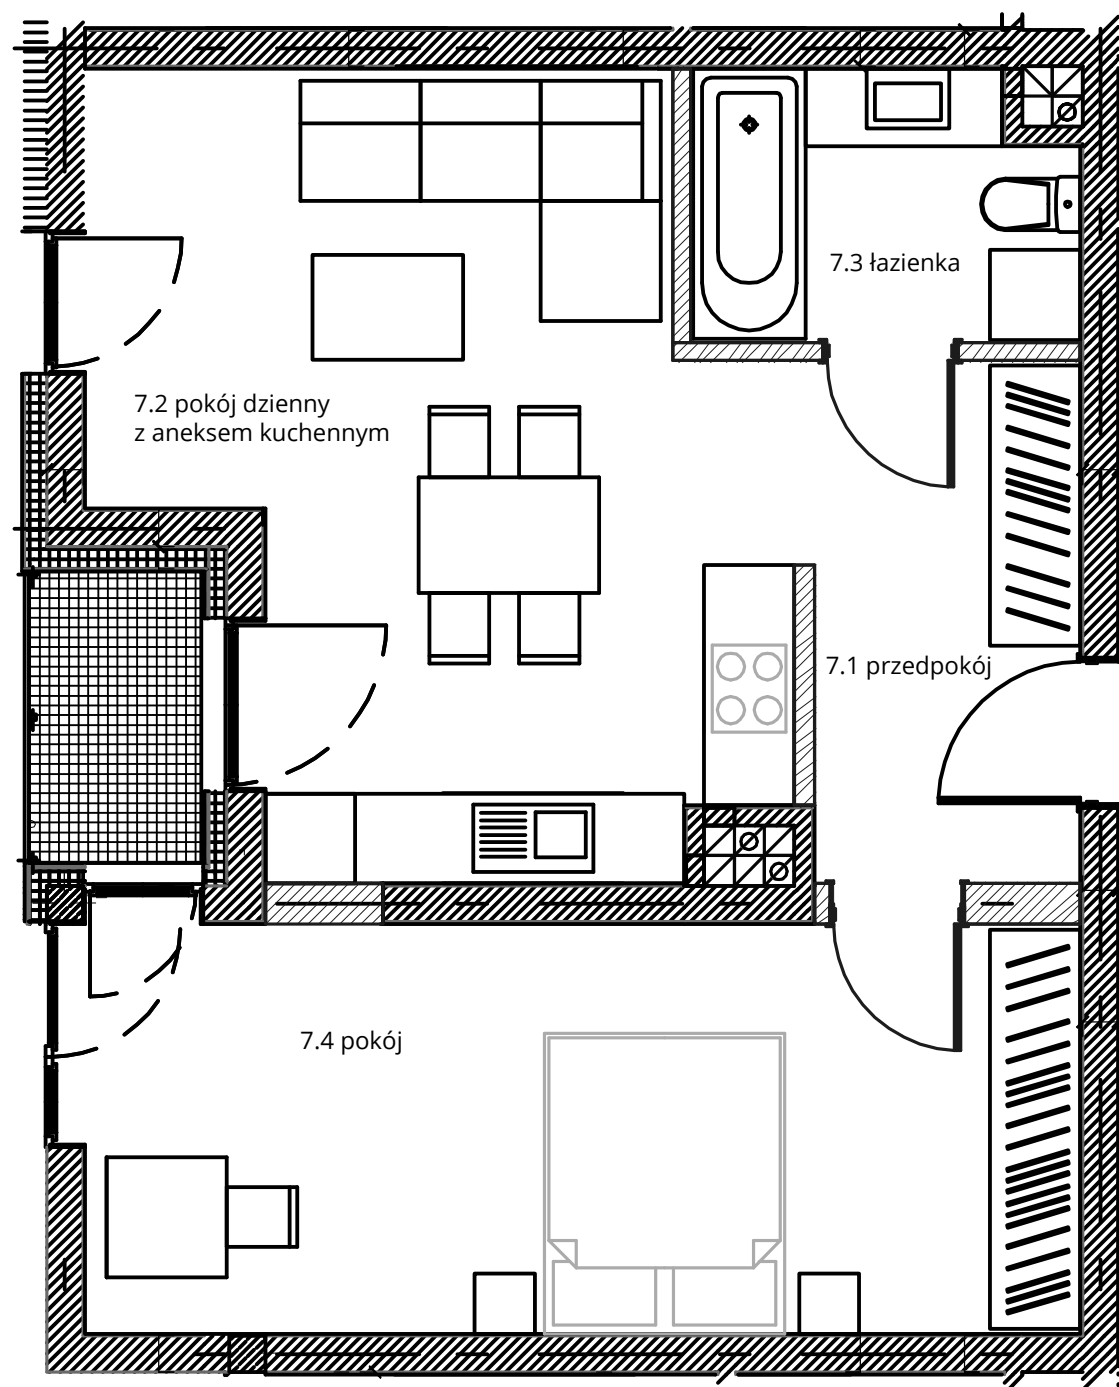 7.3 łazienka
7.2 pokój dzienny
z aneksem kuchennym
7.1 przedpokój
7.4 pokój